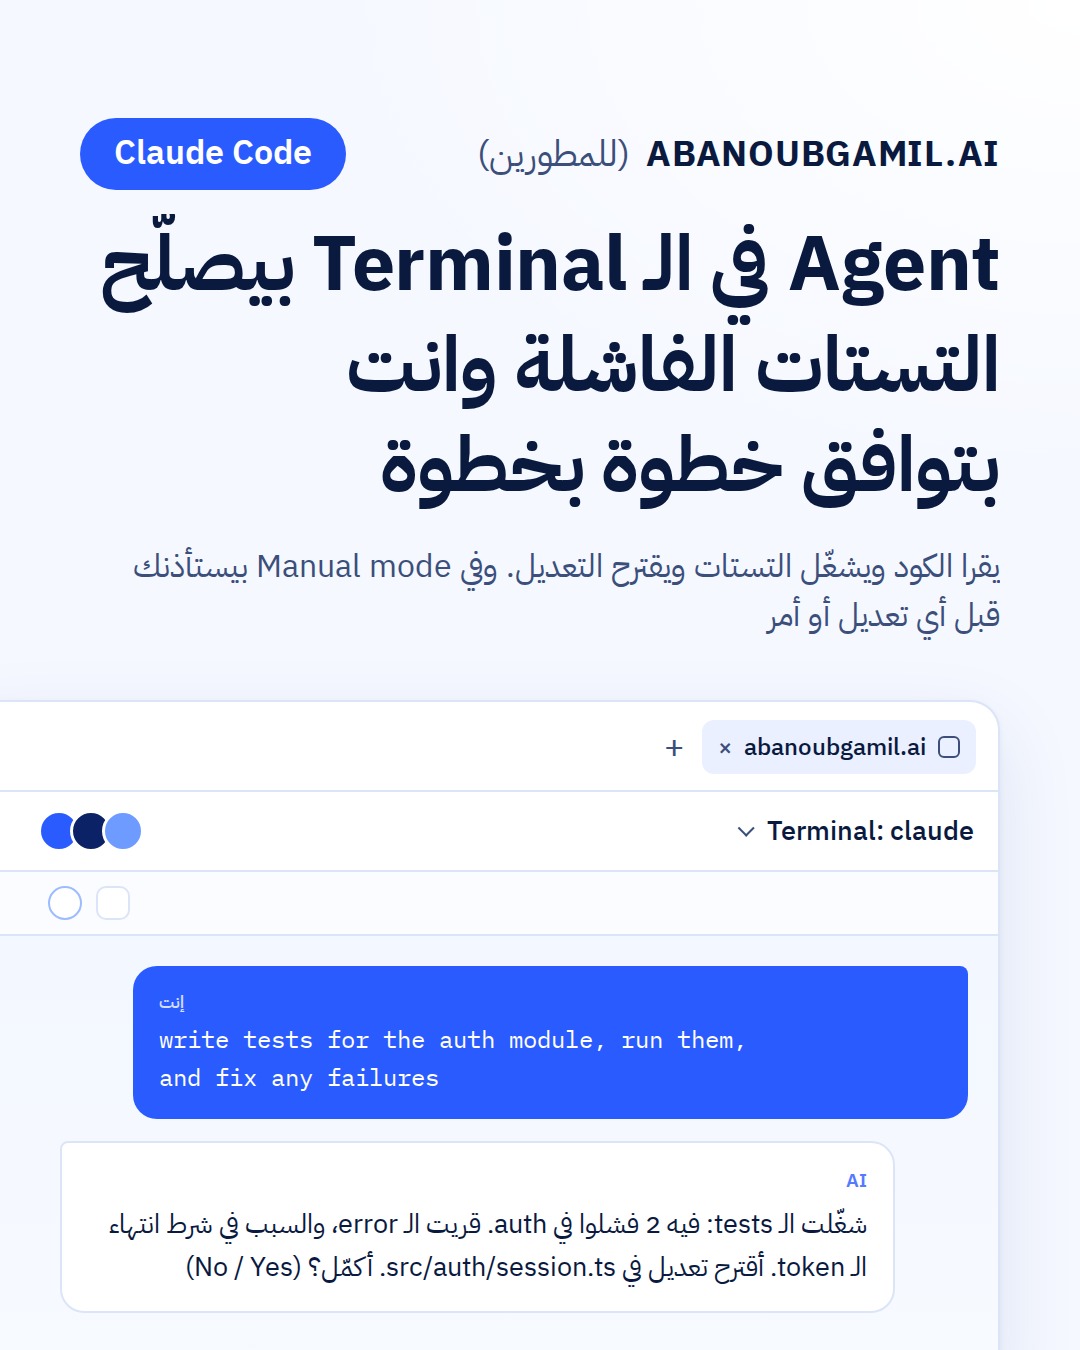 ABANOUBGAMIL.AI (للمطورين)
Claude Code
Agent في الـ Terminal بيصلّح
التستات الفاشلة وانت
بتوافق خطوة بخطوة
يقرا الكود ويشغّل التستات ويقترح التعديل. وفي Manual mode بيستأذنك
قبل أي تعديل أو أمر
abanoubgamil.ai × +
Terminal: claude
إنت
write tests for the auth module, run them,
and fix any failures
AI
شغّلت الـ tests: فيه 2 فشلوا في auth. قريت الـ error، والسبب في شرط انتهاء
الـ token. أقترح تعديل في src/auth/session.ts. أكمّل؟ (No / Yes)